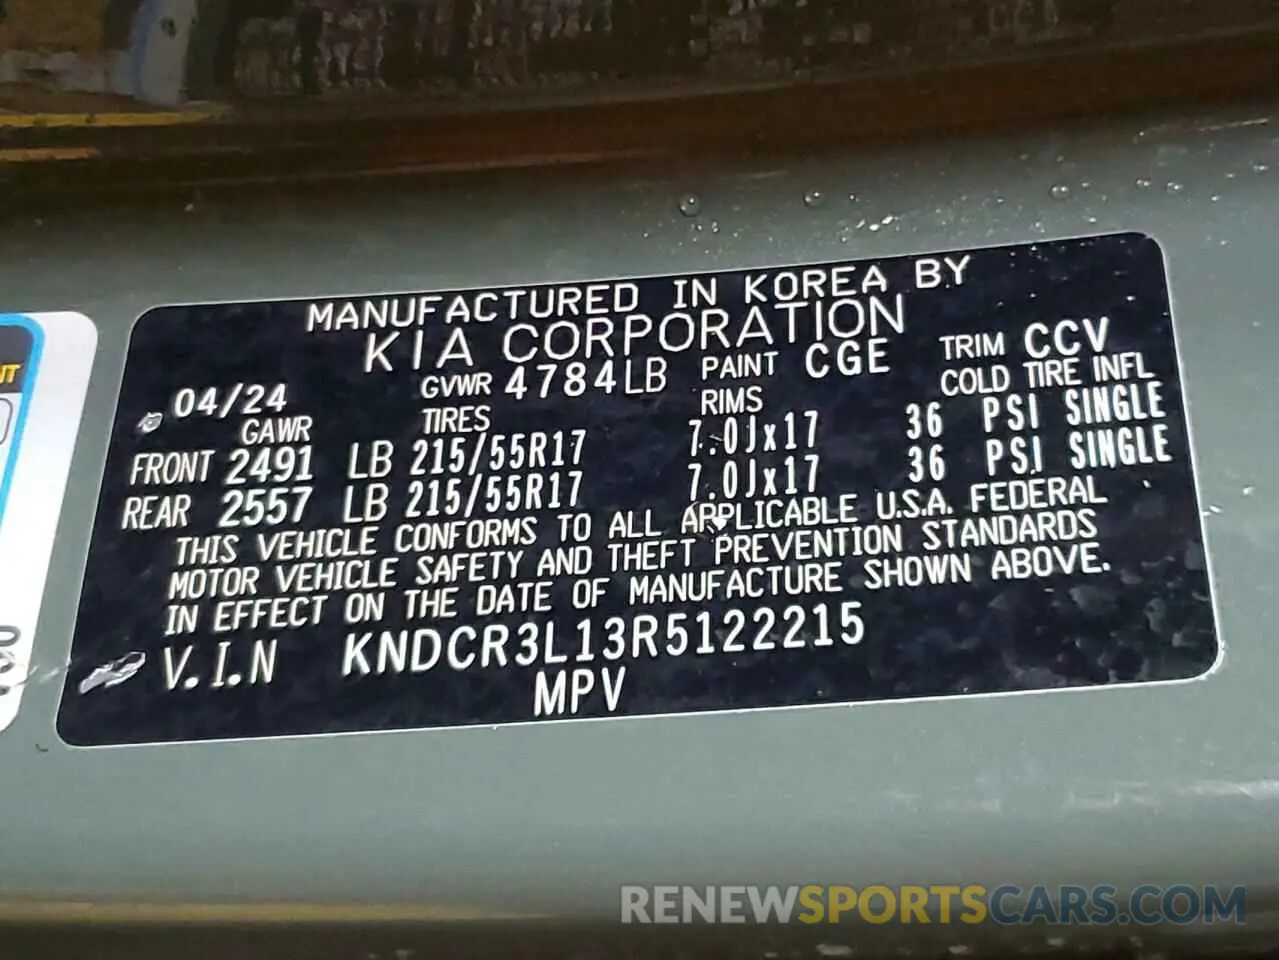 MANUFACTURED IN KOREA BY
KIA CORPORATION
04/24 GVWR 4784LB PAINT CGE TRIM CCV
GAWR TIRES RIMS COLD TIRE INFL
FRONT 2491 LB 215/55R17 7.0Jx17 36 PSI SINGLE
REAR 2557 LB 215/55R17 7.0Jx17 36 PSI SINGLE
THIS VEHICLE CONFORMS TO ALL APPLICABLE U.S.A. FEDERAL
MOTOR VEHICLE SAFETY AND THEFT PREVENTION STANDARDS
IN EFFECT ON THE DATE OF MANUFACTURE SHOWN ABOVE.
V.I.N KNDCR3L13R5122215
MPV
RENEWSPORTSCARS.COM